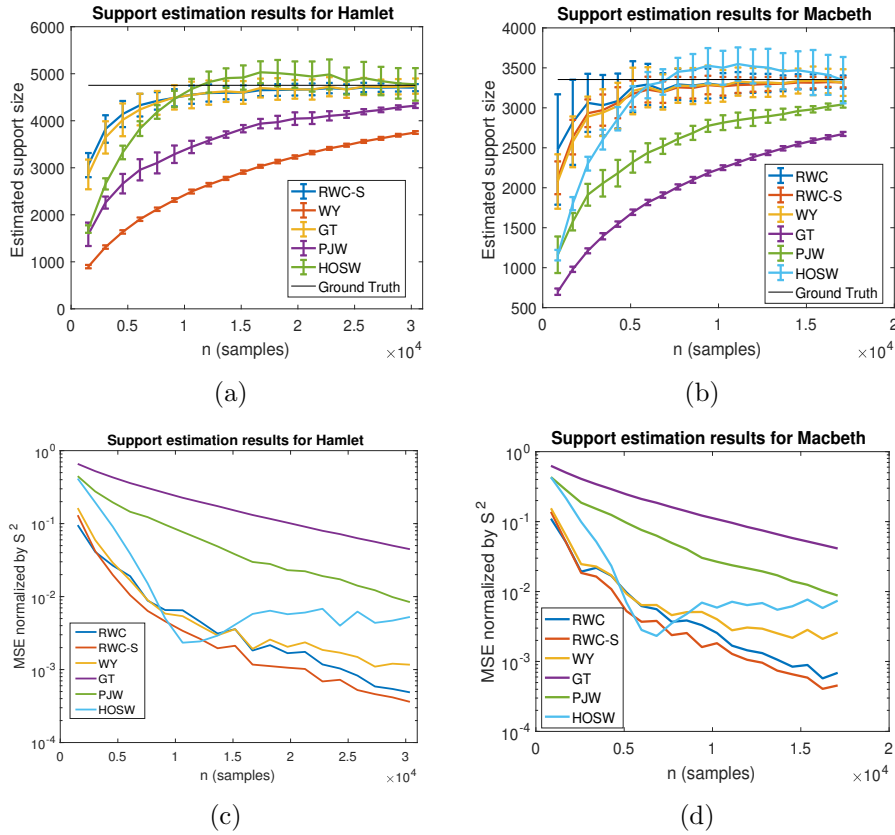 Support estimation results for Hamlet
6000
5000
4000
3000
2000
1000
0
Estimated support size
RWC-S
WY
GT
PJW
HOSW
Ground Truth
0
0.5
1
1.5
2
2.5
3
n (samples)
×10^4
(a)
Support estimation results for Macbeth
4000
3500
3000
2500
2000
1500
1000
500
Estimated support size
RWC
RWC-S
WY
GT
PJW
HOSW
Ground Truth
0
0.5
1
1.5
2
n (samples)
×10^4
(b)
Support estimation results for Hamlet
10^0
10^-1
10^-2
10^-3
10^-4
MSE normalized by S^2
RWC
RWC-S
WY
GT
PJW
HOSW
0
0.5
1
1.5
2
2.5
3
n (samples)
×10^4
(c)
Support estimation results for Macbeth
10^0
10^-1
10^-2
10^-3
10^-4
MSE normalized by S^2
RWC
RWC-S
WY
GT
PJW
HOSW
0
0.5
1
1.5
2
n (samples)
×10^4
(d)